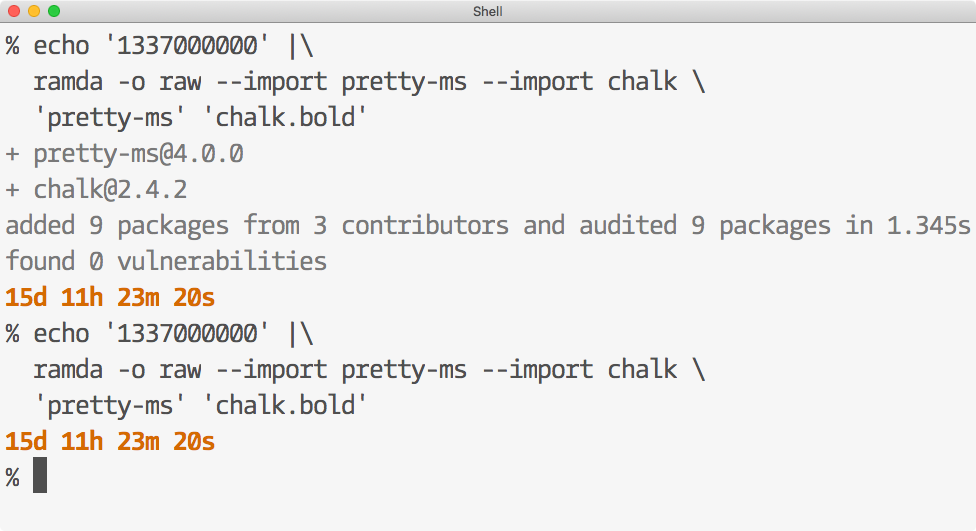 Shell
% echo '1337000000' |\
ramda -o raw --import pretty-ms --import chalk \
'pretty-ms' 'chalk.bold'
+ pretty-ms@4.0.0
+ chalk@2.4.2
added 9 packages from 3 contributors and audited 9 packages in 1.345s
found 0 vulnerabilities
15d 11h 23m 20s
% echo '1337000000' |\
ramda -o raw --import pretty-ms --import chalk \
'pretty-ms' 'chalk.bold'
15d 11h 23m 20s
%